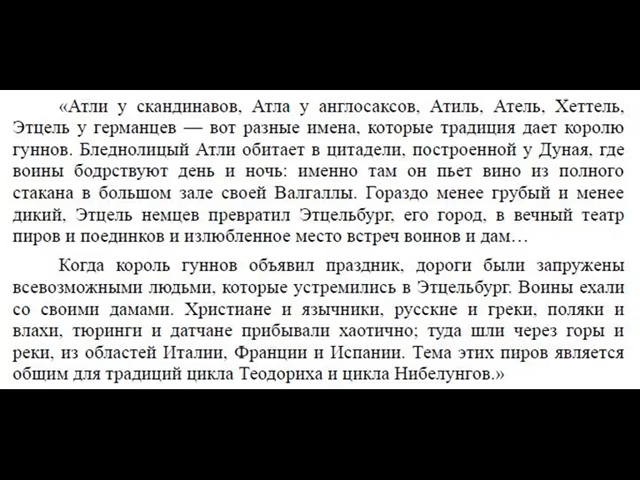 «Атли у скандинавов, Атла у англосаксов, Атиль, Атель, Хеттель,
Этцель у германцев — вот разные имена, которые традиция дает королю
гуннов. Бледнолицый Атли обитает в цитадели, построенной у Дуная, где
воины бодрствуют день и ночь: именно там он пьет вино из полного
стакана в большом зале своей Валгаллы. Гораздо менее грубый и менее
дикий, Этцель немцев превратил Этцельбург, его город, в вечный театр
пиров и поединков и излюбленное место встреч воинов и дам…
Когда король гуннов объявил праздник, дороги были запружены
всевозможными людьми, которые устремились в Этцельбург. Воины ехали
со своими дамами. Христиане и язычники, русские и греки, поляки и
влахи, тюринги и датчане прибывали хаотично; туда шли через горы и
реки, из областей Италии, Франции и Испании. Тема этих пиров является
общим для традиций цикла Теодориха и цикла Нибелунгов.»